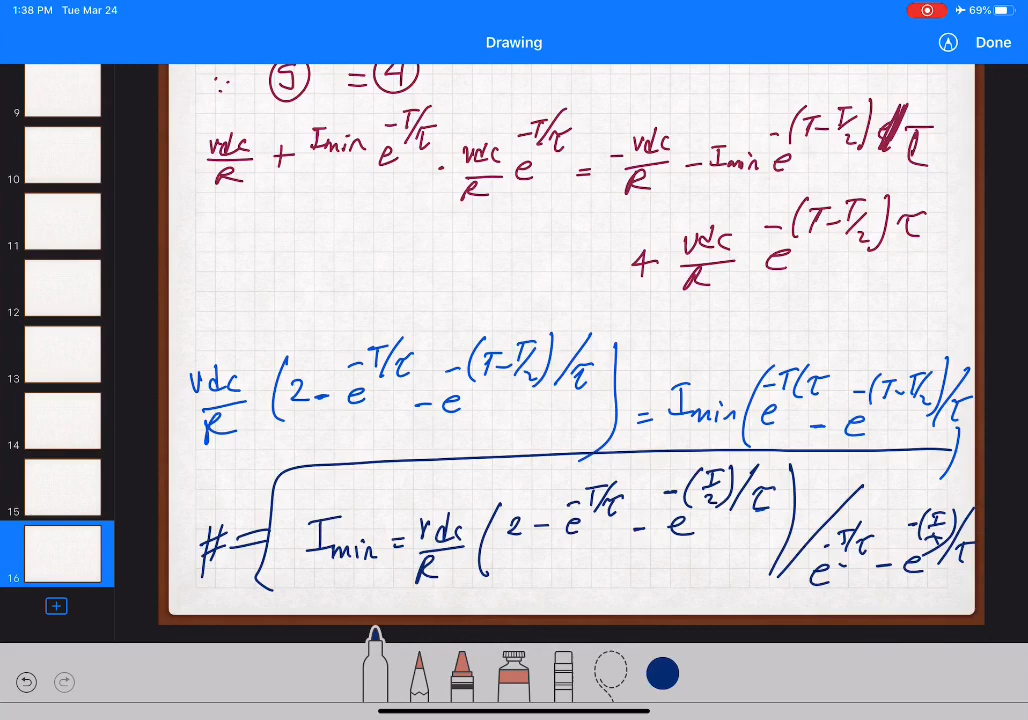 1:38 PM Tue Mar 24
69%
Drawing
Done
∴ ⑤ = ④
9
10
11
12
13
14
15
16
vdc/R + Imin e^-T/τ . vdc/R e^-T/τ = -vdc/R - Imin e^-(T-T/2) τ
+ vdc/R e^-(T-T/2) τ
vdc/R (2 - e^-T/τ - e^-(T-T/2)/τ) = Imin (e^-T/τ - e^-(T-T/2)/τ)
#= Imin = vdc/R (2 - e^-T/τ - e^-(T/2)/τ) / e^-T/τ - e^-(T/2)/τ